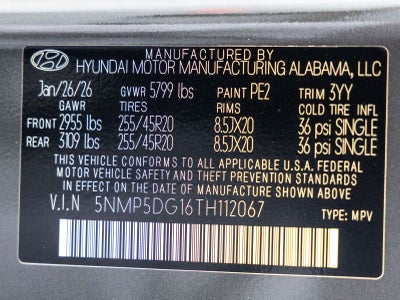 MANUFACTURED BY
HYUNDAI MOTOR MANUFACTURING ALABAMA, LLC
Jan/26/26 GVWR 5799 lbs PAINT PE2 TRIM 3YY
GAWR TIRES RIMS COLD TIRE INFL
FRONT 2955 lbs 255/45R20 8.5JX20 36 psi SINGLE
REAR 3109 lbs 255/45R20 8.5JX20 36 psi SINGLE
THIS VEHICLE CONFORMS TO ALL APPLICABLE U.S.A. FEDERAL
MOTOR VEHICLE SAFETY AND THEFT PREVENTION STANDARDS
IN EFFECT ON THE DATE OF MANUFACTURE SHOWN ABOVE.
V.I.N 5NMP5DG16TH112067 TYPE: MPV